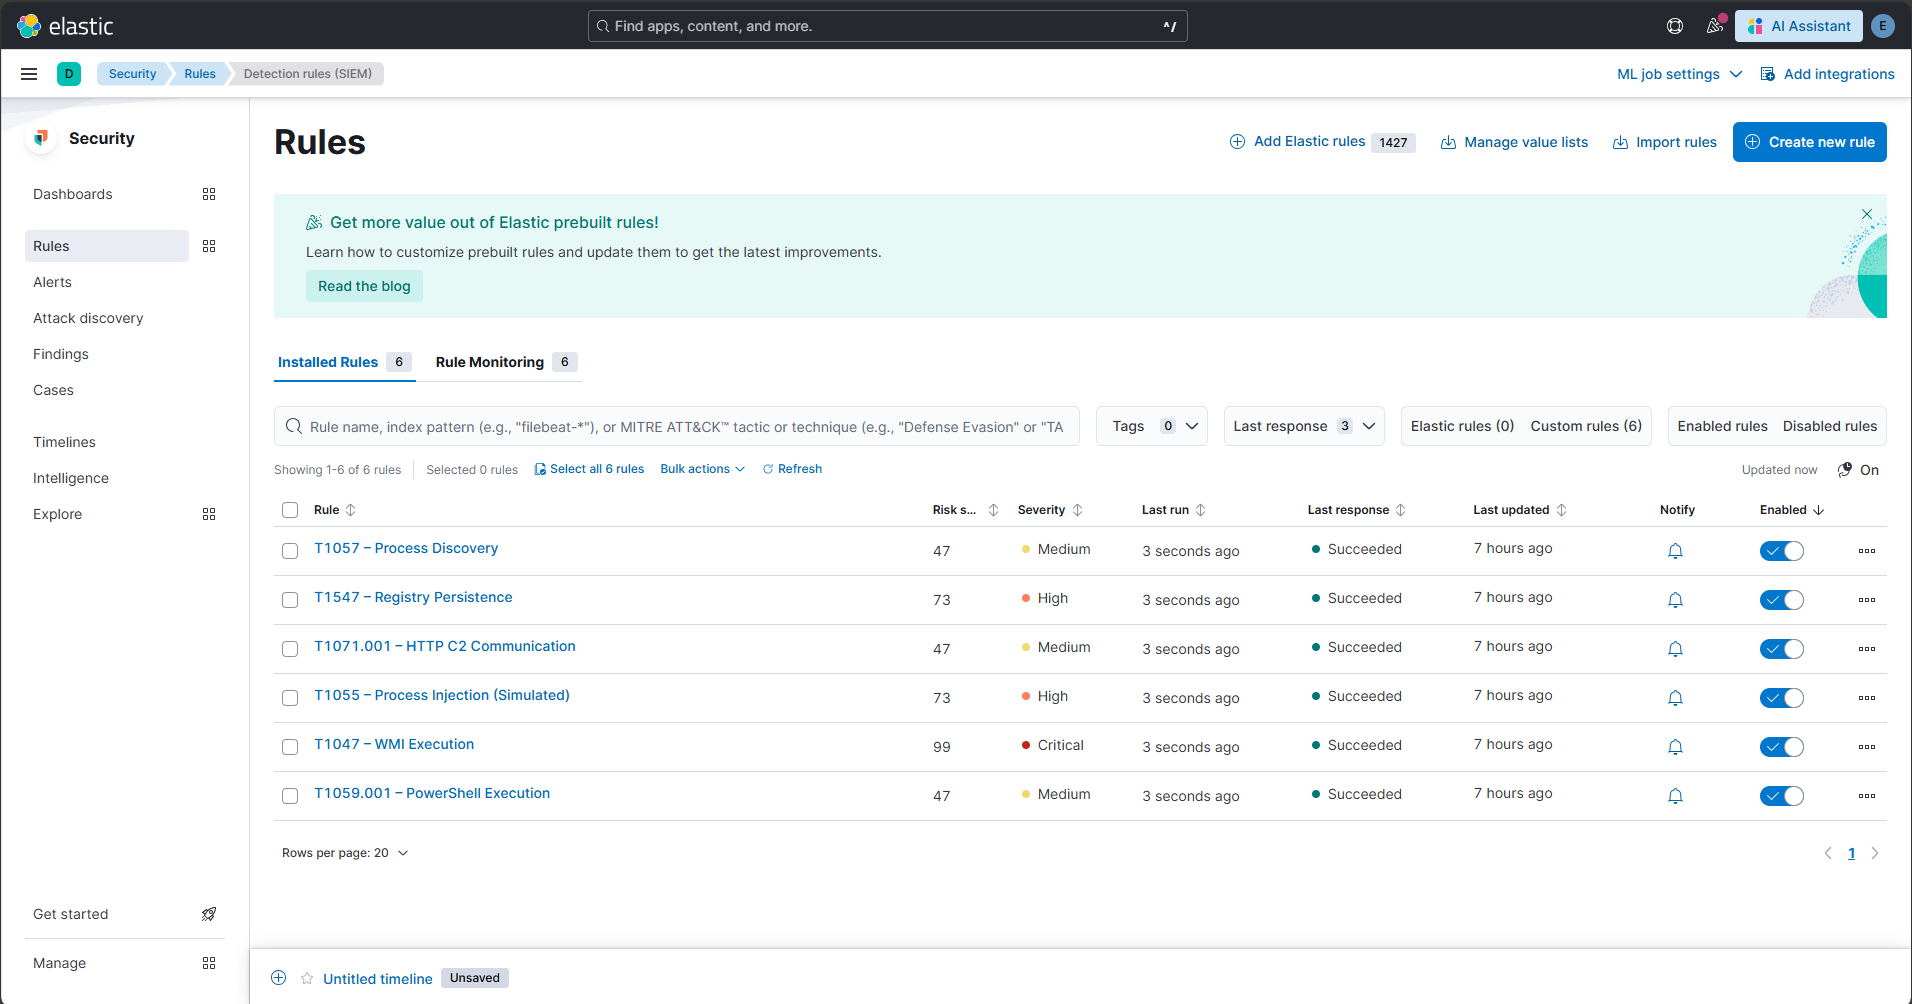 elastic
Find apps, content, and more.
^/
AI Assistant
E
D
Security
Rules
Detection rules (SIEM)
ML job settings
Add integrations
Security
Dashboards
Rules
Alerts
Attack discovery
Findings
Cases
Timelines
Intelligence
Explore
Get started
Manage
Rules
Add Elastic rules 1427
Manage value lists
Import rules
Create new rule
Get more value out of Elastic prebuilt rules!
Learn how to customize prebuilt rules and update them to get the latest improvements.
Read the blog
Installed Rules 6
Rule Monitoring 6
Rule name, index pattern (e.g., "filebeat-*"), or MITRE ATT&CK™ tactic or technique (e.g., "Defense Evasion" or "TA
Tags 0
Last response 3
Elastic rules (0) Custom rules (6)
Enabled rules Disabled rules
Showing 1-6 of 6 rules Selected 0 rules Select all 6 rules Bulk actions Refresh
Updated now On
Rule Risk s... Severity Last run Last response Last updated Notify Enabled
T1057 – Process Discovery 47 Medium 3 seconds ago Succeeded 7 hours ago
T1547 – Registry Persistence 73 High 3 seconds ago Succeeded 7 hours ago
T1071.001 – HTTP C2 Communication 47 Medium 3 seconds ago Succeeded 7 hours ago
T1055 – Process Injection (Simulated) 73 High 3 seconds ago Succeeded 7 hours ago
T1047 – WMI Execution 99 Critical 3 seconds ago Succeeded 7 hours ago
T1059.001 – PowerShell Execution 47 Medium 3 seconds ago Succeeded 7 hours ago
Rows per page: 20
1
Untitled timeline Unsaved